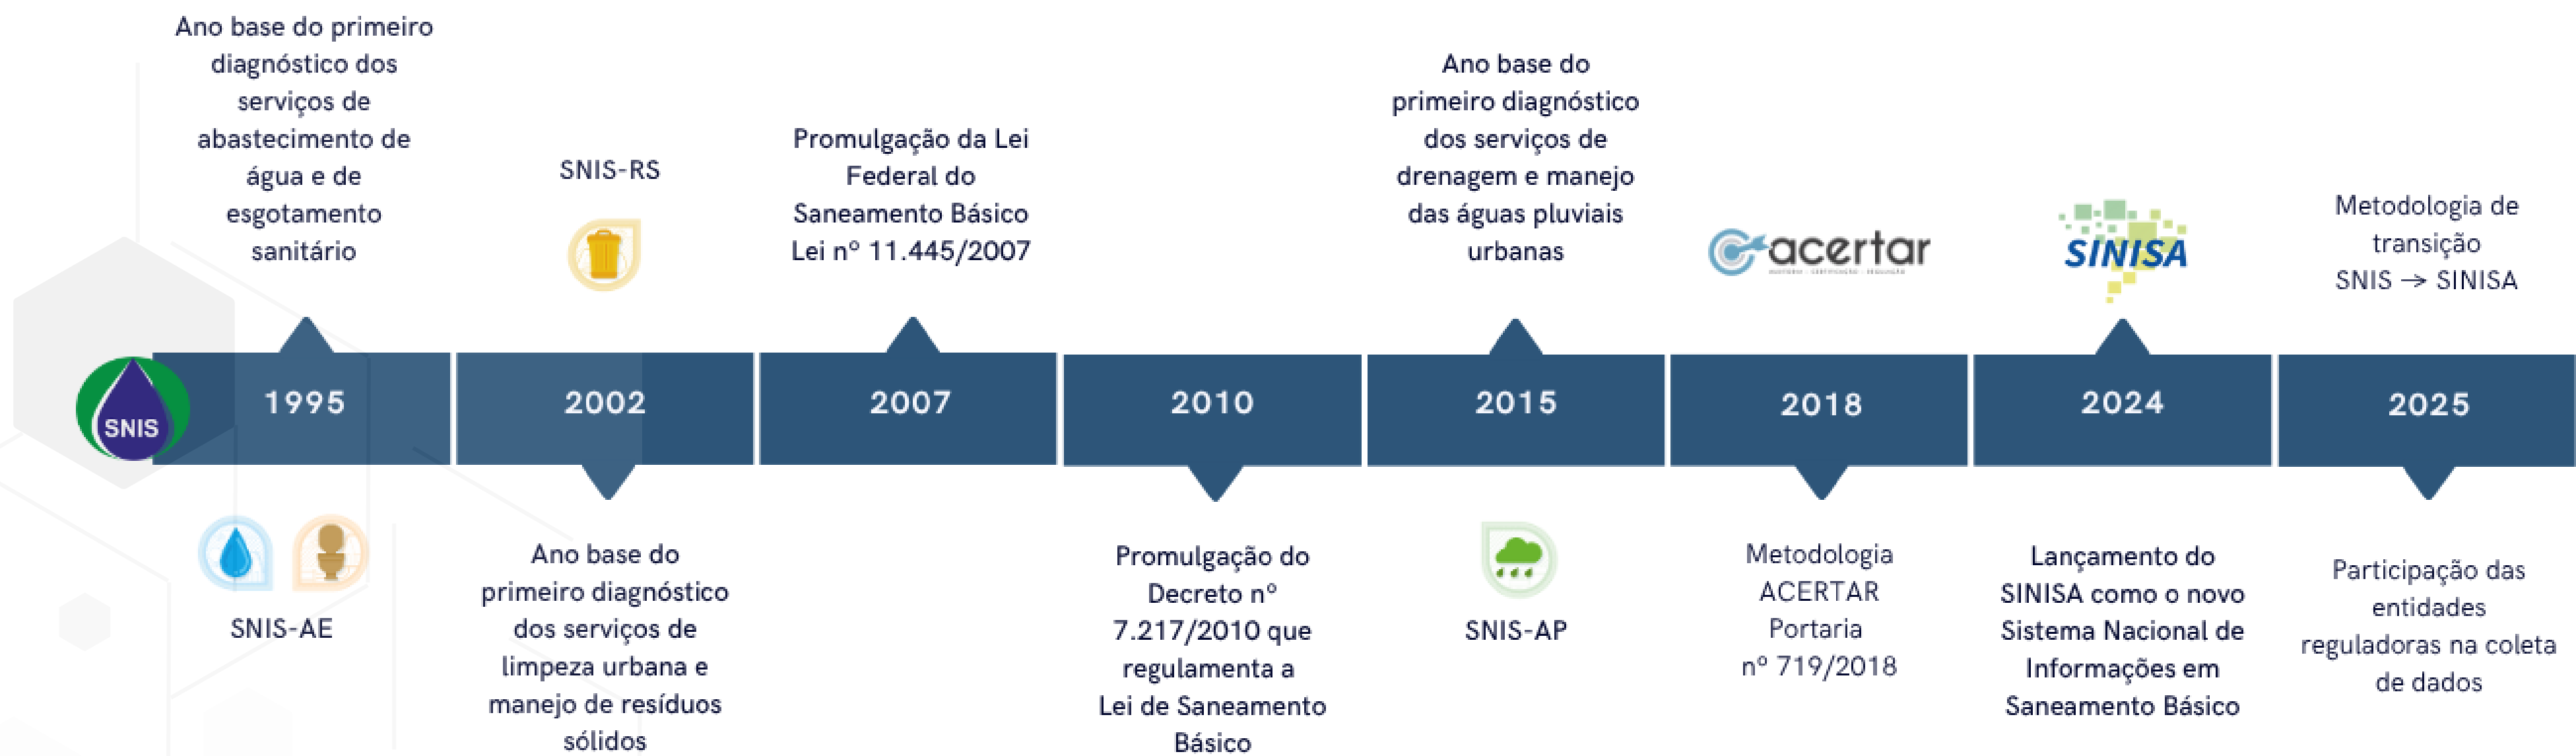 Ano base do primeiro
diagnóstico dos
serviços de
abastecimento de
água e de
esgotamento
sanitário
SNIS
1995
SNIS-AE
SNIS-RS
2002
Ano base do
primeiro diagnóstico
dos serviços de
limpeza urbana e
manejo de resíduos
sólidos
Promulgação da Lei
Federal do
Saneamento Básico
Lei nº 11.445/2007
2007
2010
Promulgação do
Decreto nº
7.217/2010 que
regulamenta a
Lei de Saneamento
Básico
Ano base do
primeiro diagnóstico
dos serviços de
drenagem e manejo
das águas pluviais
urbanas
2015
SNIS-AP
acertar
2018
Metodologia
ACERTAR
Portaria
nº 719/2018
SINISA
2024
Lançamento do
SINISA como o novo
Sistema Nacional de
Informações em
Saneamento Básico
Metodologia de
transição
SNIS → SINISA
2025
Participação das
entidades
reguladoras na coleta
de dados